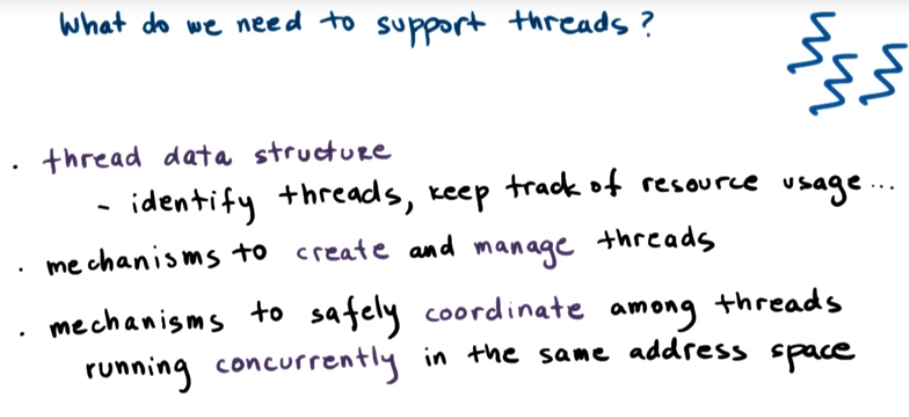 What do we need to support threads?
. thread data structure
- identify threads, keep track of resource usage...
. mechanisms to create and manage threads
. mechanisms to safely coordinate among threads
running concurrently in the same address space